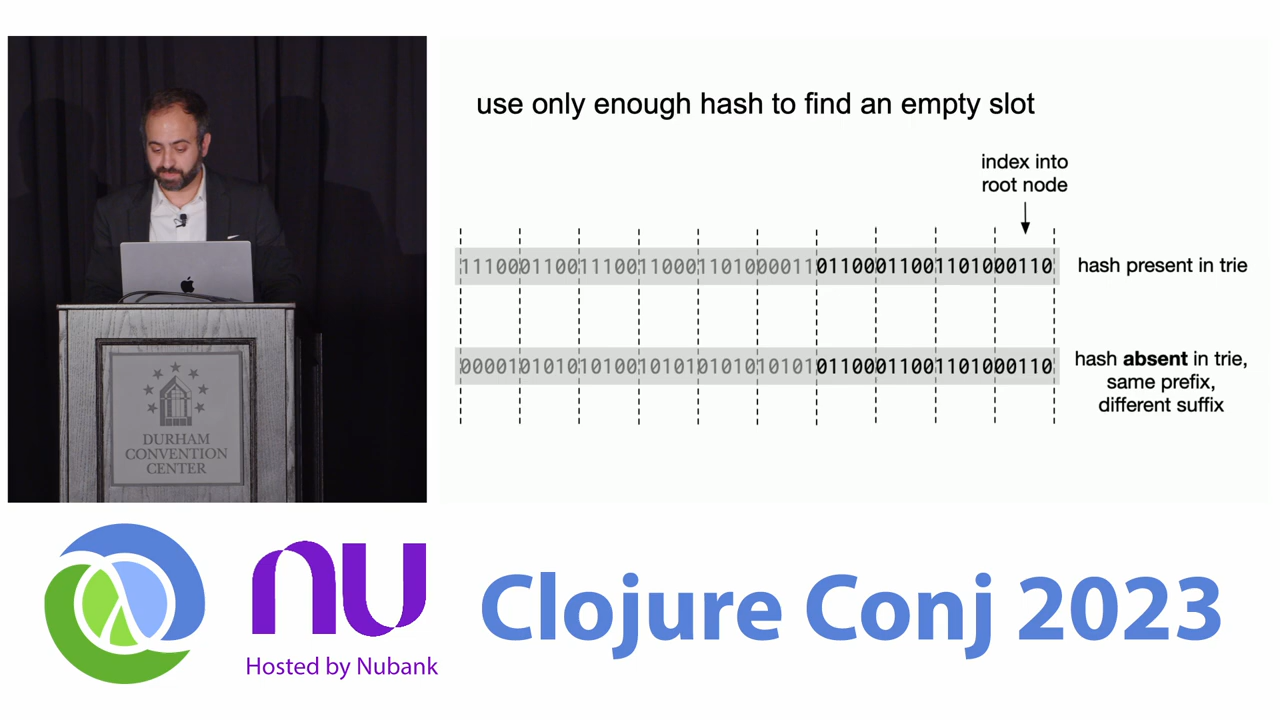 use only enough hash to find an empty slot
index into
root node
11100011001110011000110100001101100011001101000110
hash present in trie
00001010101010010101010101010101100011001101000110
hash absent in trie,
same prefix,
different suffix
DURHAM
CONVENTION
CENTER
nu
Hosted by Nubank
Clojure Conj 2023